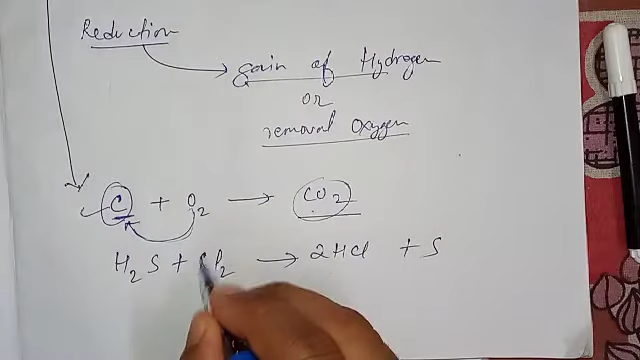 Reduction
gain of Hydrogen
or
removal oxygen
C + O2 → CO2
H2S + Cl2 → 2HCl + S